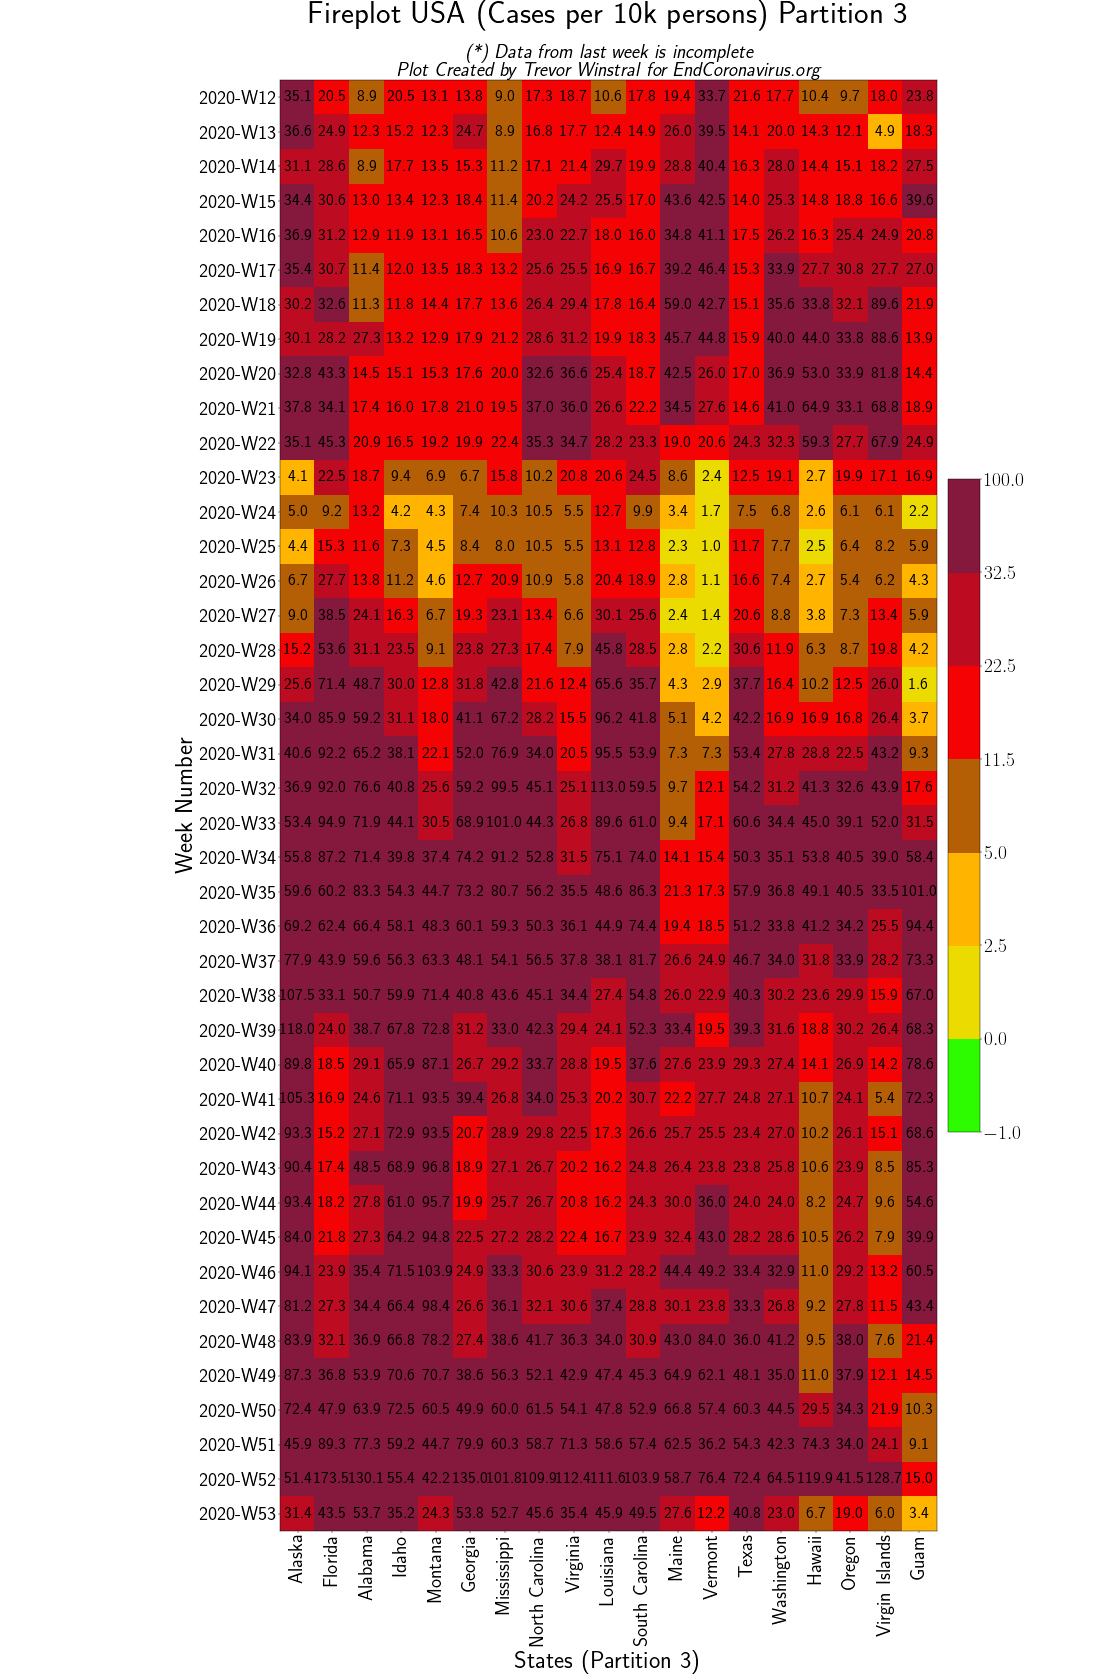 Fireplot USA (Cases per 10k persons) Partition 3
(*) Data from last week is incomplete
Plot Created by Trevor Winstral for EndCoronavirus.org
2020-W12 35.1 20.5 8.9 20.5 13.1 13.8 9.0 17.3 18.7 10.6 17.8 19.4 33.7 21.6 17.7 10.4 9.7 18.0 23.8
2020-W13 36.6 24.9 12.3 15.2 12.3 24.7 8.9 16.8 17.7 12.4 14.9 26.0 39.5 14.1 20.0 14.3 12.1 4.9 18.3
2020-W14 31.1 28.6 8.9 17.7 13.5 15.3 11.2 17.1 21.4 29.7 19.9 28.8 40.4 16.3 28.0 14.4 15.1 18.2 27.5
2020-W15 34.4 30.6 13.0 13.4 12.3 18.4 11.4 20.2 24.2 25.5 17.0 43.6 42.5 14.0 25.3 14.8 18.8 16.6 39.6
2020-W16 36.9 31.2 12.9 11.9 13.1 16.5 10.6 23.0 22.7 18.0 16.0 34.8 41.1 17.5 26.2 16.3 25.4 24.9 20.8
2020-W17 35.4 30.7 11.4 12.0 13.5 18.3 13.2 25.6 25.5 16.9 16.7 39.2 46.4 15.3 33.9 27.7 30.8 27.7 27.0
2020-W18 30.2 32.6 11.3 11.8 14.4 17.7 13.6 26.4 29.4 17.8 16.4 59.0 42.7 15.1 35.6 33.8 32.1 89.6 21.9
2020-W19 30.1 28.2 27.3 13.2 12.9 17.9 21.2 28.6 31.2 19.9 18.3 45.7 44.8 15.9 40.0 44.0 33.8 88.6 13.9
2020-W20 32.8 43.3 14.5 15.1 15.3 17.6 20.0 32.6 36.6 25.4 18.7 42.5 26.0 17.0 36.9 53.0 33.9 81.8 14.4
2020-W21 37.8 34.1 17.4 16.0 17.8 21.0 19.5 37.0 36.0 26.6 22.2 34.5 27.6 14.6 41.0 64.9 33.1 68.8 18.9
2020-W22 35.1 45.3 20.9 16.5 19.2 19.9 22.4 35.3 34.7 28.2 23.3 19.0 20.6 24.3 32.3 59.3 27.7 67.9 24.9
2020-W23 4.1 22.5 18.7 9.4 6.9 6.7 15.8 10.2 20.8 20.6 24.5 8.6 2.4 12.5 19.1 2.7 19.9 17.1 16.9
2020-W24 5.0 9.2 13.2 4.2 4.3 7.4 10.3 10.5 5.5 12.7 9.9 3.4 1.7 7.5 6.8 2.6 6.1 6.1 2.2
2020-W25 4.4 15.3 11.6 7.3 4.5 8.4 8.0 10.5 5.5 13.1 12.8 2.3 1.0 11.7 7.7 2.5 6.4 8.2 5.9
2020-W26 6.7 27.7 13.8 11.2 4.6 12.7 20.9 10.9 5.8 20.4 18.9 2.8 1.1 16.6 7.4 2.7 5.4 6.2 4.3
2020-W27 9.0 38.5 24.1 16.3 6.7 19.3 23.1 13.4 6.6 30.1 25.6 2.4 1.4 20.6 8.8 3.8 7.3 13.4 5.9
2020-W28 15.2 53.6 31.1 23.5 9.1 23.8 27.3 17.4 7.9 45.8 28.5 2.8 2.2 30.6 11.9 6.3 8.7 19.8 4.2
2020-W29 25.6 71.4 48.7 30.0 12.8 31.8 42.8 21.6 12.4 65.6 35.7 4.3 2.9 37.7 16.4 10.2 12.5 26.0 1.6
2020-W30 34.0 85.9 59.2 31.1 18.0 41.1 67.2 28.2 15.5 96.2 41.8 5.1 4.2 42.2 16.9 16.9 16.8 26.4 3.7
2020-W31 40.6 92.2 65.2 38.1 22.1 52.0 76.9 34.0 20.5 95.5 53.9 7.3 7.3 53.4 27.8 28.8 22.5 43.2 9.3
2020-W32 36.9 92.0 76.6 40.8 25.6 59.2 99.5 45.1 25.1 113.0 59.5 9.7 12.1 54.2 31.2 41.3 32.6 43.9 17.6
2020-W33 53.4 94.9 71.9 44.1 30.5 68.9 101.0 44.3 26.8 89.6 61.0 9.4 17.1 60.6 34.4 45.0 39.1 52.0 31.5
2020-W34 55.8 87.2 71.4 39.8 37.4 74.2 91.2 52.8 31.5 75.1 74.0 14.1 15.4 50.3 35.1 53.8 40.5 39.0 58.4
2020-W35 59.6 60.2 83.3 54.3 44.7 73.2 80.7 56.2 35.5 48.6 86.3 21.3 17.3 57.9 36.8 49.1 40.5 33.5 101.0
2020-W36 69.2 62.4 66.4 58.1 48.3 60.1 59.3 50.3 36.1 44.9 74.4 19.4 18.5 51.2 33.8 41.2 34.2 25.5 94.4
2020-W37 77.9 43.9 59.6 56.3 63.3 48.1 54.1 56.5 37.8 38.1 81.7 26.6 24.9 46.7 34.0 31.8 33.9 28.2 73.3
2020-W38 107.5 33.1 50.7 59.9 71.4 40.8 43.6 45.1 34.4 27.4 54.8 26.0 22.9 40.3 30.2 23.6 29.9 15.9 67.0
2020-W39 118.0 24.0 38.7 67.8 72.8 31.2 33.0 42.3 29.4 24.1 52.3 33.4 19.5 39.3 31.6 18.8 30.2 26.4 68.3
2020-W40 89.8 18.5 29.1 65.9 87.1 26.7 29.2 33.7 28.8 19.5 37.6 27.6 23.9 29.3 27.4 14.1 26.9 14.2 78.6
2020-W41 105.3 16.9 24.6 71.1 93.5 39.4 26.8 34.0 25.3 20.2 30.7 22.2 27.7 24.8 27.1 10.7 24.1 5.4 72.3
2020-W42 93.3 15.2 27.1 72.9 93.5 20.7 28.9 29.8 22.5 17.3 26.6 25.7 25.5 23.4 27.0 10.2 26.1 15.1 68.6
2020-W43 90.4 17.4 48.5 68.9 96.8 18.9 27.1 26.7 20.2 16.2 24.8 26.4 23.8 23.8 25.8 10.6 23.9 8.5 85.3
2020-W44 93.4 18.2 27.8 61.0 95.7 19.9 25.7 26.7 20.8 16.2 24.3 30.0 36.0 24.0 24.0 8.2 24.7 9.6 54.6
2020-W45 84.0 21.8 27.3 64.2 94.8 22.5 27.2 28.2 22.4 16.7 23.9 32.4 43.0 28.2 28.6 10.5 26.2 7.9 39.9
2020-W46 94.1 23.9 35.4 71.5 103.9 24.9 33.3 30.6 23.9 31.2 28.2 44.4 49.2 33.4 32.9 11.0 29.2 13.2 60.5
2020-W47 81.2 27.3 34.4 66.4 98.4 26.6 36.1 32.1 30.6 37.4 28.8 30.1 23.8 33.3 26.8 9.2 27.8 11.5 43.4
2020-W48 83.9 32.1 36.9 66.8 78.2 27.4 38.6 41.7 36.3 34.0 30.9 43.0 84.0 36.0 41.2 9.5 38.0 7.6 21.4
2020-W49 87.3 36.8 53.9 70.6 70.7 38.6 56.3 52.1 42.9 47.4 45.3 64.9 62.1 48.1 35.0 11.0 37.9 12.1 14.5
2020-W50 72.4 47.9 63.9 72.5 60.5 49.9 60.0 61.5 54.1 47.8 52.9 66.8 57.4 60.3 44.5 29.5 34.3 21.9 10.3
2020-W51 45.9 89.3 77.3 59.2 44.7 79.9 60.3 58.7 71.3 58.6 57.4 62.5 36.2 54.3 42.3 74.3 34.0 24.1 9.1
2020-W52 51.4 173.5 130.1 55.4 42.2 135.0 101.8 109.9 112.4 111.6 103.9 58.7 76.4 72.4 64.5 119.9 41.5 128.7 15.0
2020-W53 31.4 43.5 53.7 35.2 24.3 53.8 52.7 45.6 35.4 45.9 49.5 27.6 12.2 40.8 23.0 6.7 19.0 6.0 3.4
Week Number
Alaska
Florida
Alabama
Idaho
Montana
Georgia
Mississippi
North Carolina
Virginia
Louisiana
South Carolina
Maine
Vermont
Texas
Washington
Hawaii
Oregon
Virgin Islands
Guam
States (Partition 3)
100.0
32.5
22.5
11.5
5.0
2.5
0.0
−1.0